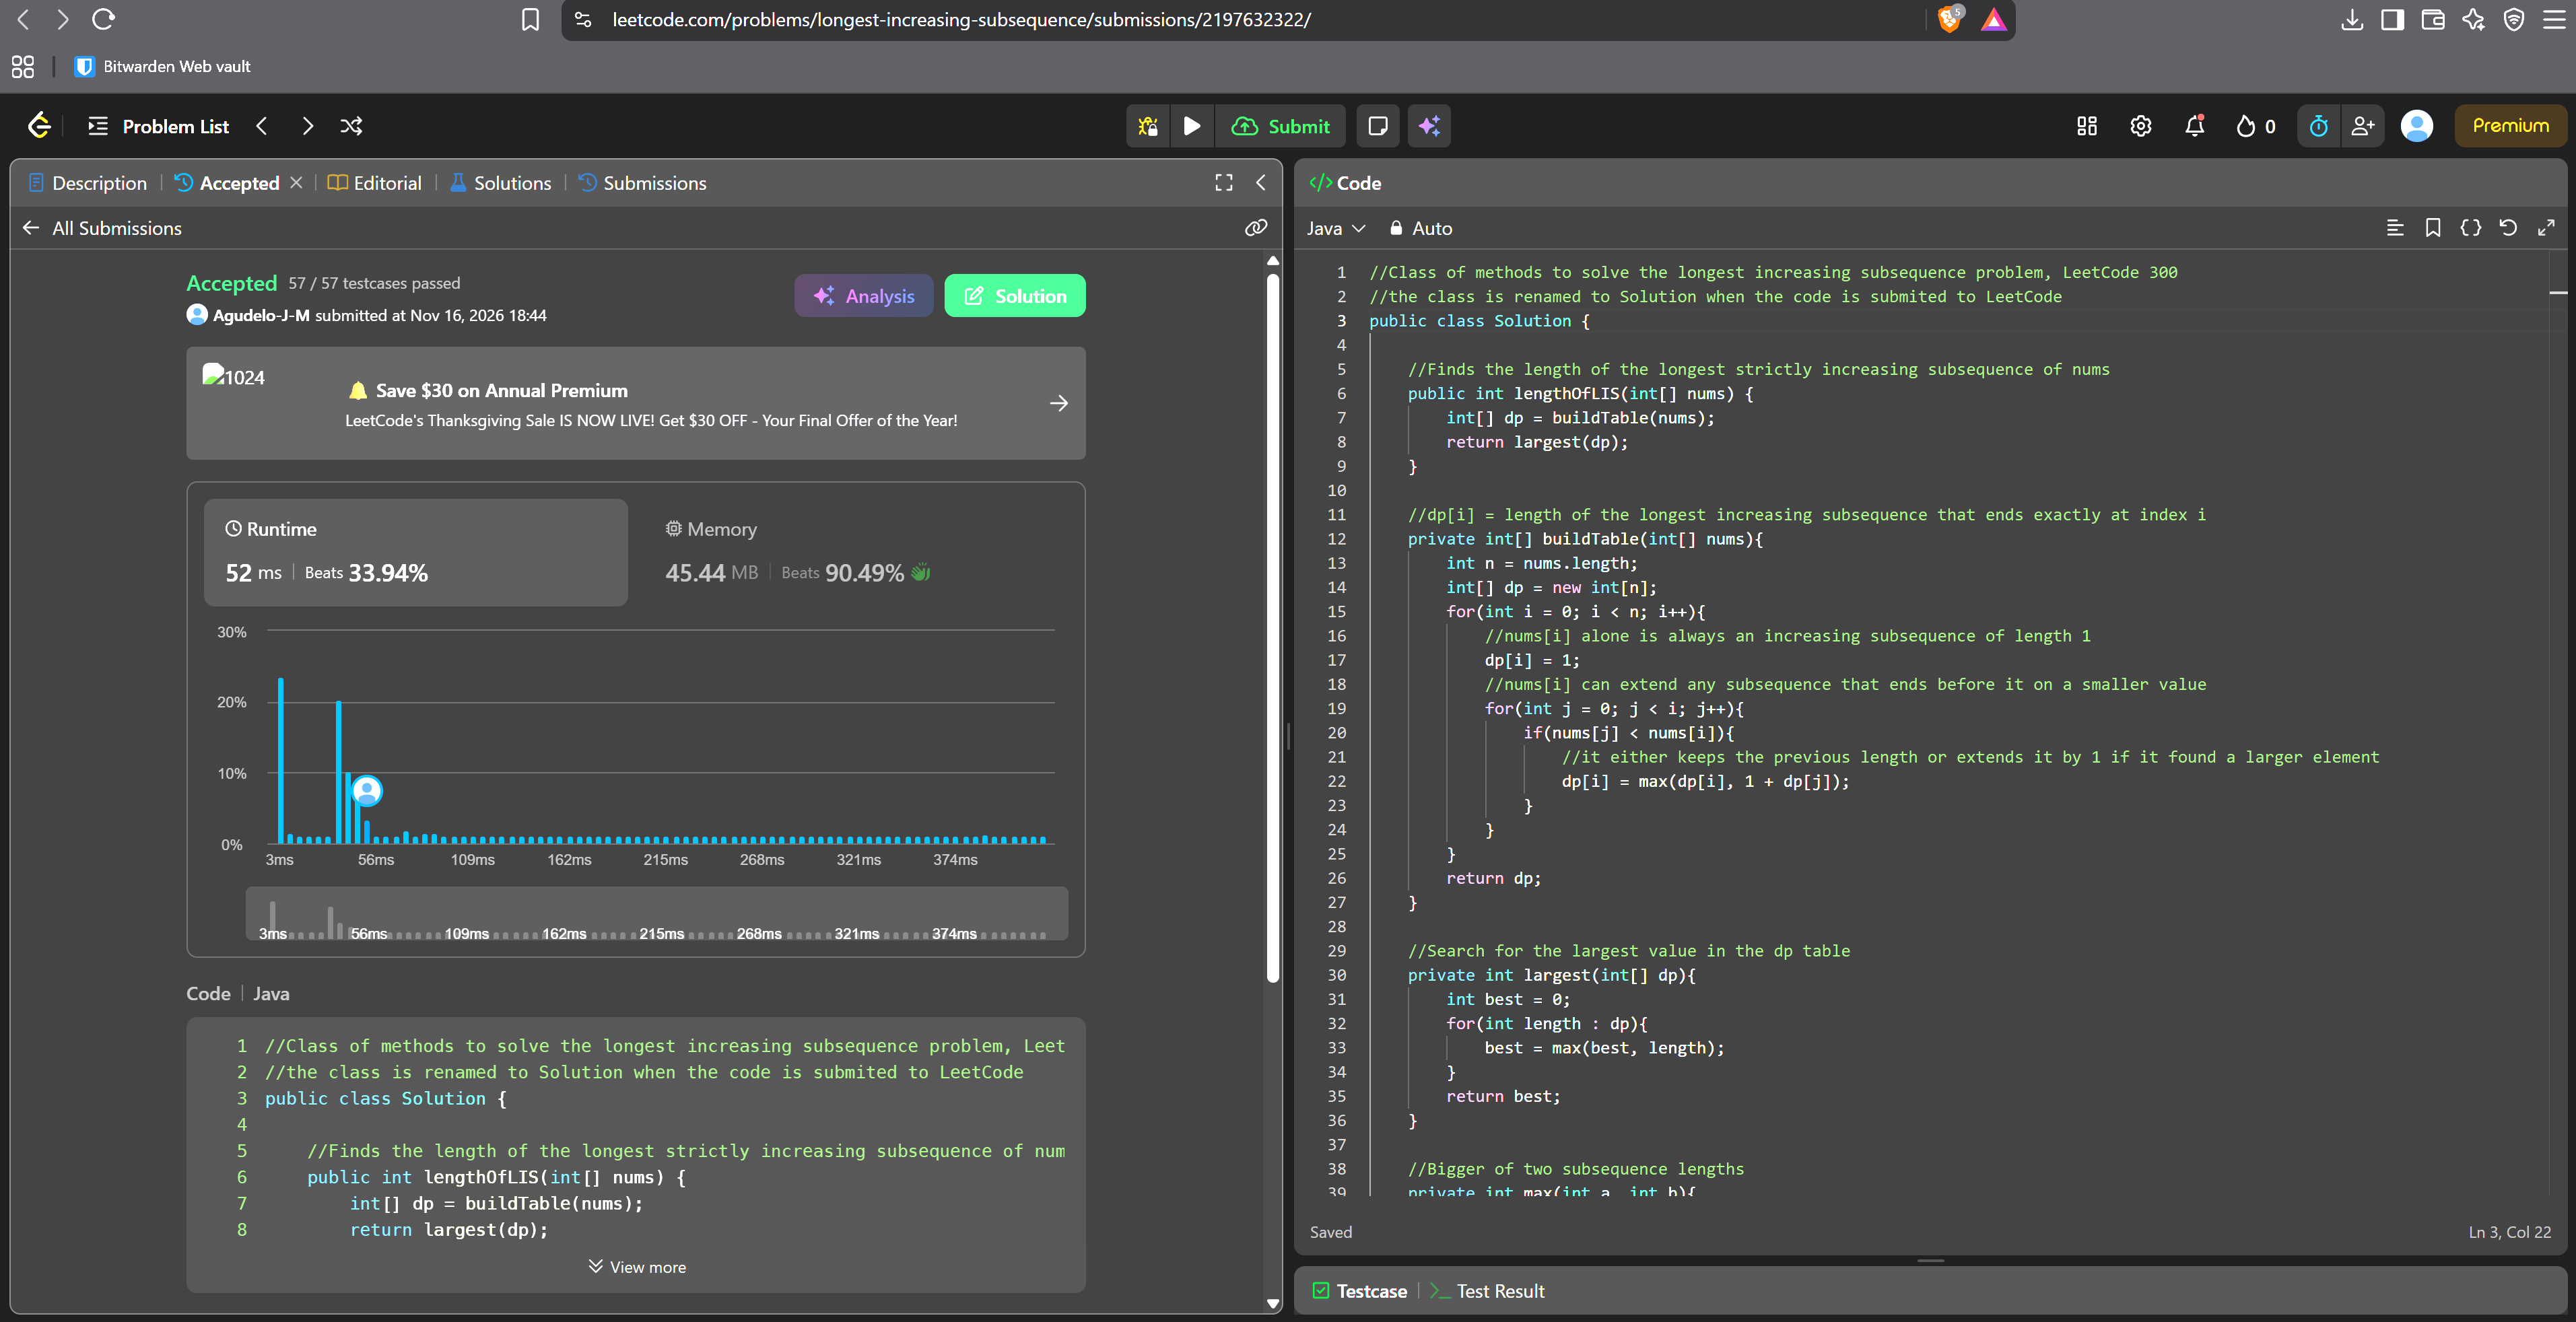 leetcode.com/problems/longest-increasing-subsequence/submissions/2197632322/
5
Bitwarden Web vault
Problem List
Submit
0
Premium
Description
Accepted
Editorial
Solutions
Submissions
All Submissions
Accepted 57 / 57 testcases passed
Agudelo-J-M submitted at Nov 16, 2026 18:44
Analysis
Solution
1024
Save $30 on Annual Premium
LeetCode's Thanksgiving Sale IS NOW LIVE! Get $30 OFF - Your Final Offer of the Year!
Runtime
52 ms Beats 33.94%
Memory
45.44 MB Beats 90.49%
30%
20%
10%
0%
3ms 56ms 109ms 162ms 215ms 268ms 321ms 374ms
3ms 56ms 109ms 162ms 215ms 268ms 321ms 374ms
Code | Java
1 //Class of methods to solve the longest increasing subsequence problem, Leet
2 //the class is renamed to Solution when the code is submited to LeetCode
3 public class Solution {
4
5 //Finds the length of the longest strictly increasing subsequence of num
6 public int lengthOfLIS(int[] nums) {
7 int[] dp = buildTable(nums);
8 return largest(dp);
View more
</> Code
Java
Auto
1 //Class of methods to solve the longest increasing subsequence problem, LeetCode 300
2 //the class is renamed to Solution when the code is submited to LeetCode
3 public class Solution {
4
5 //Finds the length of the longest strictly increasing subsequence of nums
6 public int lengthOfLIS(int[] nums) {
7 int[] dp = buildTable(nums);
8 return largest(dp);
9 }
10
11 //dp[i] = length of the longest increasing subsequence that ends exactly at index i
12 private int[] buildTable(int[] nums){
13 int n = nums.length;
14 int[] dp = new int[n];
15 for(int i = 0; i < n; i++){
16 //nums[i] alone is always an increasing subsequence of length 1
17 dp[i] = 1;
18 //nums[i] can extend any subsequence that ends before it on a smaller value
19 for(int j = 0; j < i; j++){
20 if(nums[j] < nums[i]){
21 //it either keeps the previous length or extends it by 1 if it found a larger element
22 dp[i] = max(dp[i], 1 + dp[j]);
23 }
24 }
25 }
26 return dp;
27 }
28
29 //Search for the largest value in the dp table
30 private int largest(int[] dp){
31 int best = 0;
32 for(int length : dp){
33 best = max(best, length);
34 }
35 return best;
36 }
37
38 //Bigger of two subsequence lengths
39 private int max(int a, int b){
Saved
Ln 3, Col 22
Testcase
Test Result